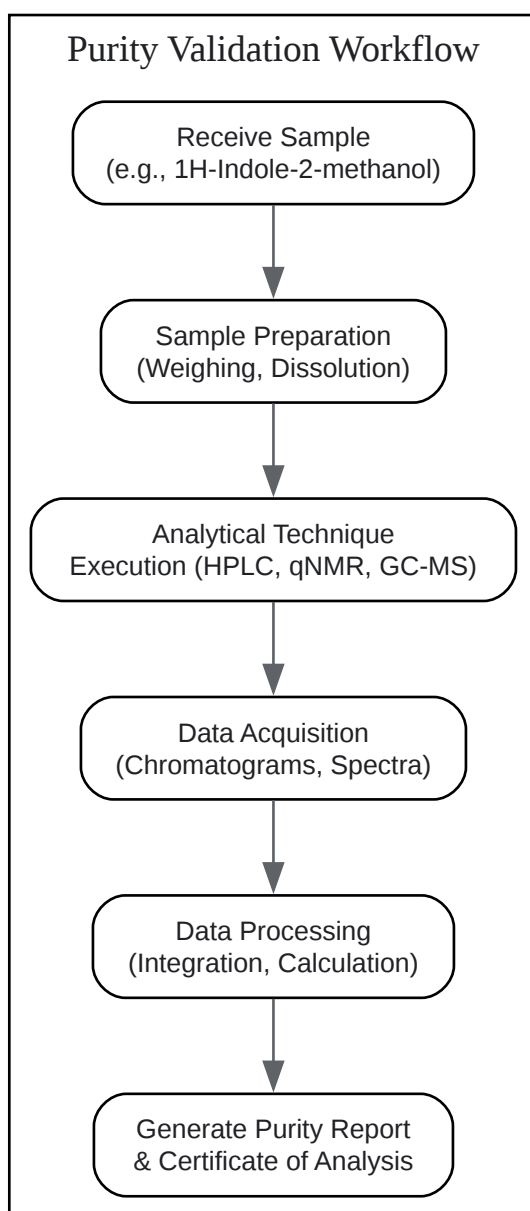 Purity Validation Workflow
Receive Sample
(e.g., 1H-Indole-2-methanol)
Sample Preparation
(Weighing, Dissolution)
Analytical Technique
Execution (HPLC, qNMR, GC-MS)
Data Acquisition
(Chromatograms, Spectra)
Data Processing
(Integration, Calculation)
Generate Purity Report
& Certificate of Analysis